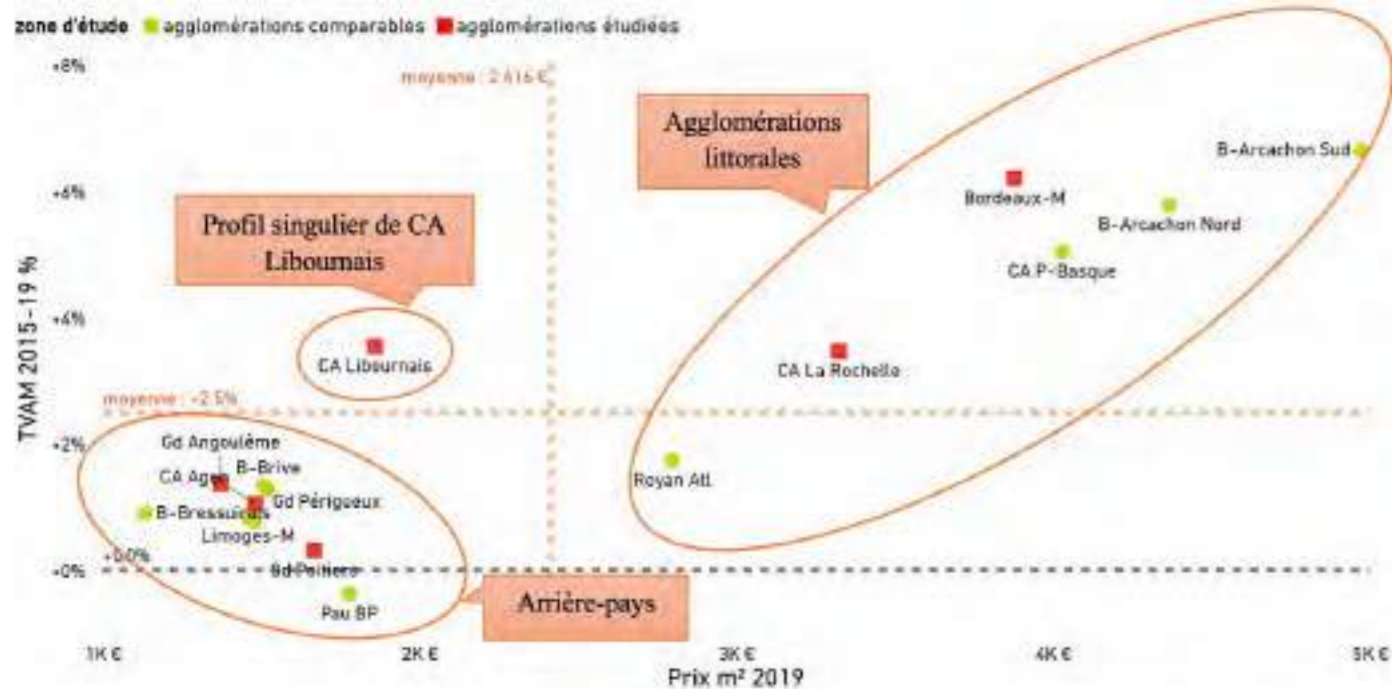 zone d'étude agglomérations comparables agglomérations étudiées
+8%
moyenne : 2 416 €
Agglomérations
littorales
B-Arcachon Sud
+6%
Bordeaux-M
Profil singulier de CA
Libournais
B-Arcachon Nord
CA P-Basque
TVAM 2015-19 %
+4%
CA Libournais
CA La Rochelle
moyenne : +2.5%
+2%
Gd Angoulême
B-Brive
CA Agen
Gd Périgueux
Royan Atl.
B-Bressuirais
Limoges-M
+0.0%
+0%
Gd Poitiers
Pau BP
Arrière-pays
1K €
2K €
3K €
4K €
5K €
Prix m² 2019